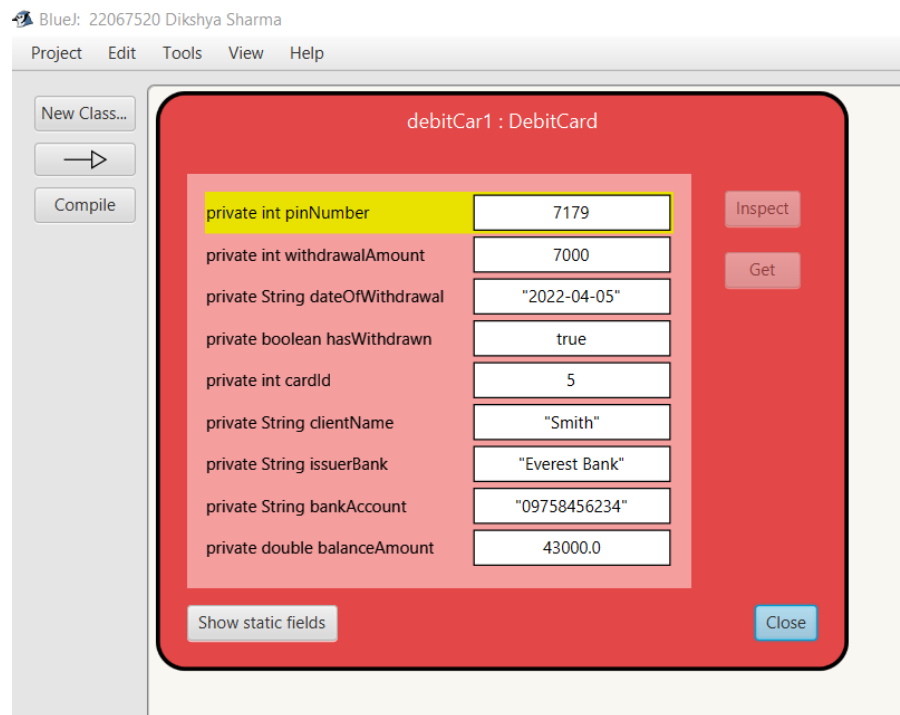 BlueJ: 22067520 Dikshya Sharma
Project Edit Tools View Help
New Class...
debitCar1 : DebitCard
Compile
private int pinNumber 7179
Inspect
private int withdrawalAmount 7000
Get
private String dateOfWithdrawal "2022-04-05"
private boolean hasWithdrawn true
private int cardId 5
private String clientName "Smith"
private String issuerBank "Everest Bank"
private String bankAccount "09758456234"
private double balanceAmount 43000.0
Show static fields
Close